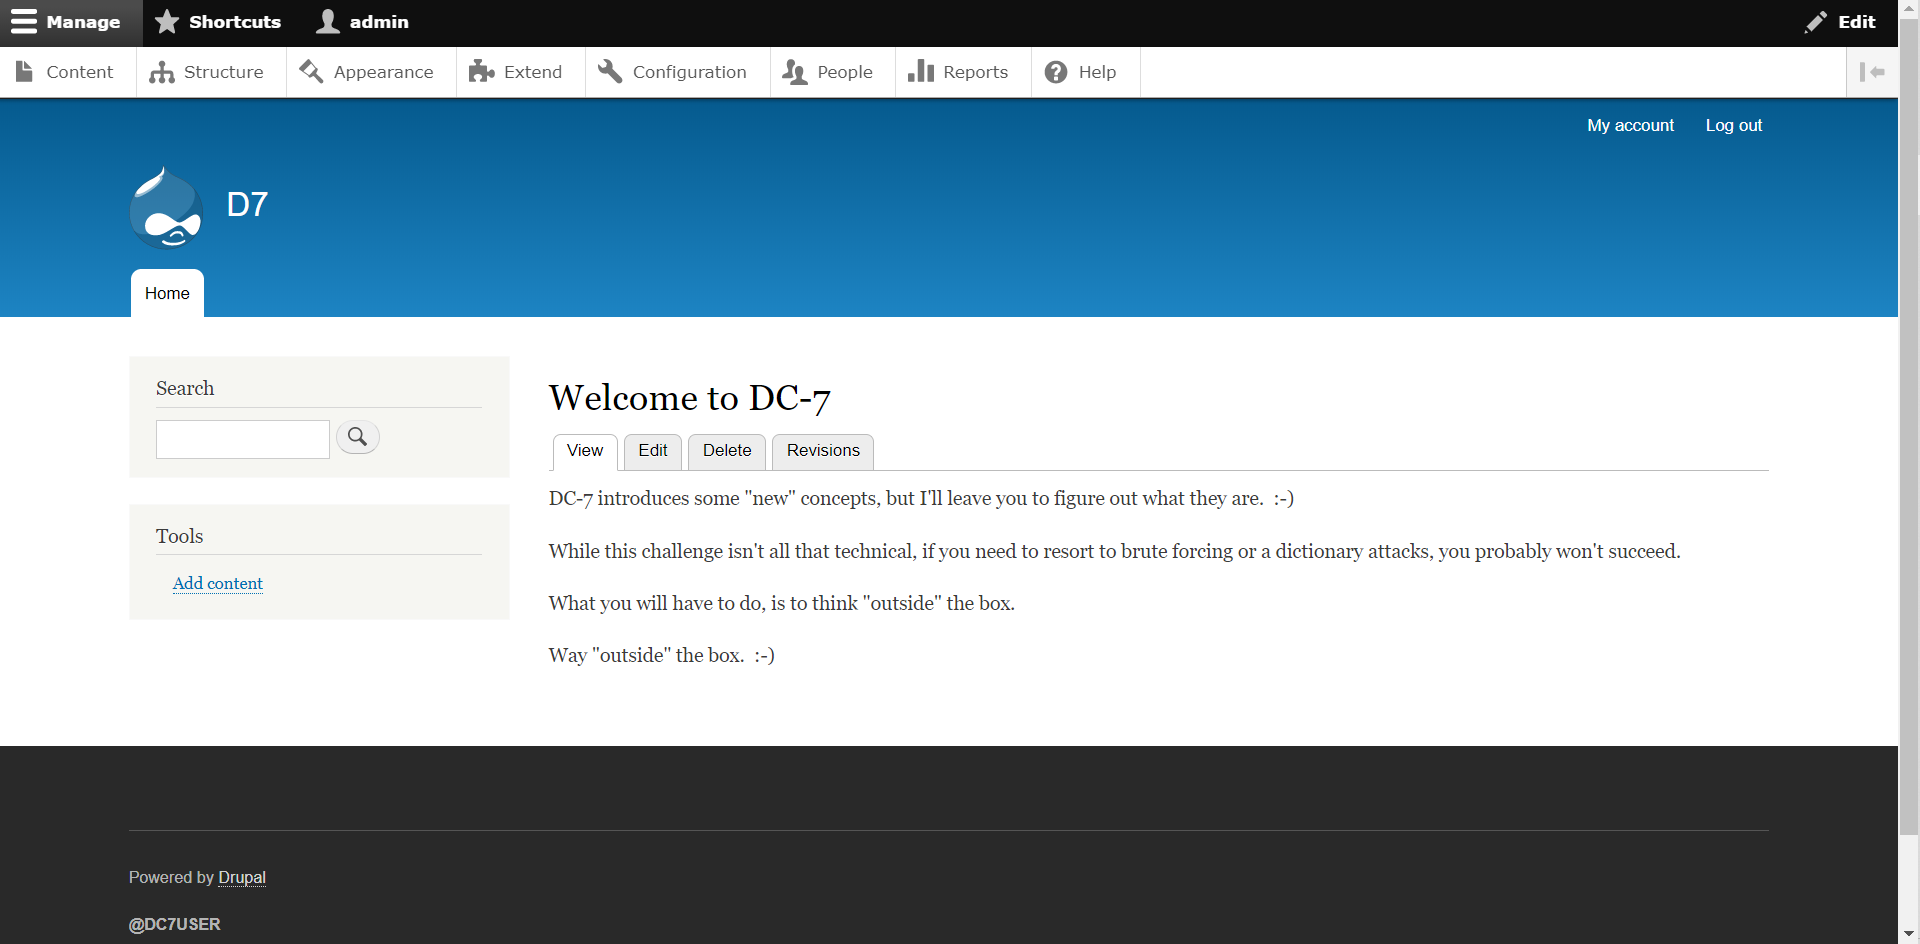 Manage Shortcuts admin Edit
Content Structure Appearance Extend Configuration People Reports Help
My account Log out
D7
Home
Search
Tools
Add content
Welcome to DC-7
View Edit Delete Revisions
DC-7 introduces some "new" concepts, but I'll leave you to figure out what they are.  :-)
While this challenge isn't all that technical, if you need to resort to brute forcing or a dictionary attacks, you probably won't succeed.
What you will have to do, is to think "outside" the box.
Way "outside" the box.  :-)
Powered by Drupal
@DC7USER